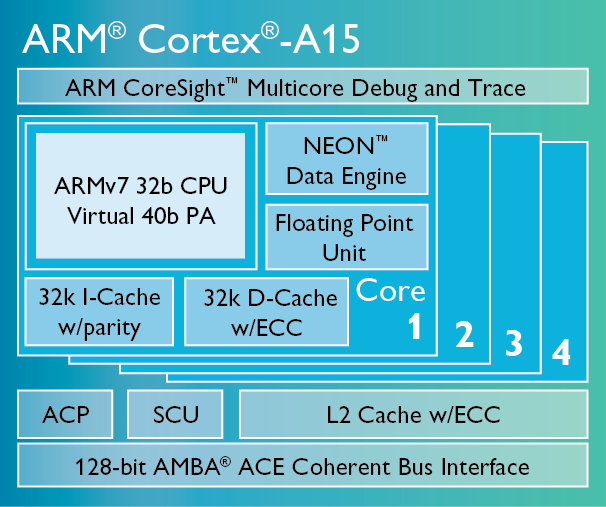 ARM® Cortex®-A15
ARM CoreSight™ Multicore Debug and Trace
ARMv7 32b CPU
Virtual 40b PA
NEON™
Data Engine
Floating Point
Unit
32k I-Cache
w/parity
32k D-Cache
w/ECC
Core
1
2
3
4
ACP
SCU
L2 Cache w/ECC
128-bit AMBA® ACE Coherent Bus Interface